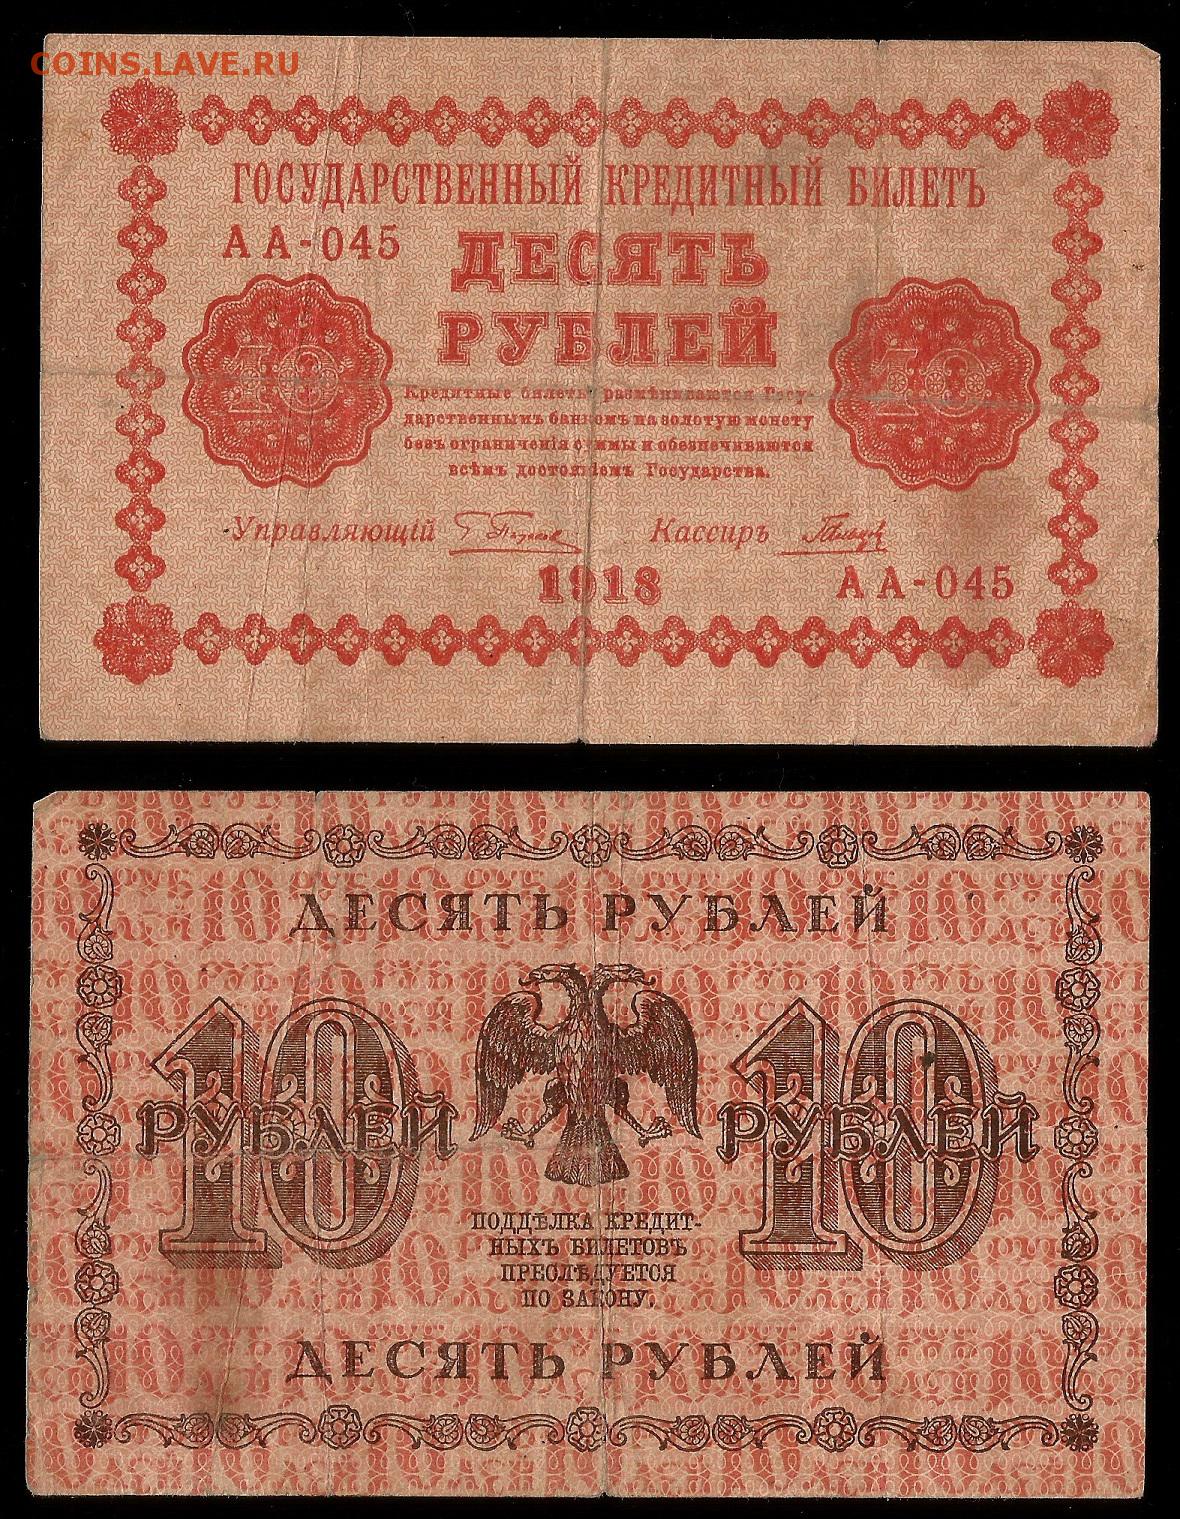 COINS.LAVE.RU
ГОСУДАРСТВЕННЫЙ КРЕДИТНЫЙ БИЛЕТЪ
АА-045
ДЕСЯТЬ
РУБЛЕЙ
10
10
Кредитные билеты размѣниваются Госу-
дарственнымъ банкомъ на золотую монету
безъ ограниченія суммы и обезпечиваются
всѣмъ достояніемъ Государства.
Управляющій
Кассиръ
1918
АА-045
ДЕСЯТЬ РУБЛЕЙ
10
РУБЛЕЙ
10
РУБЛЕЙ
ПОДДѢЛКА КРЕДИТ-
НЫХЪ БИЛЕТОВЪ
ПРЕСЛѢДУЕТСЯ
ПО ЗАКОНУ.
ДЕСЯТЬ РУБЛЕЙ